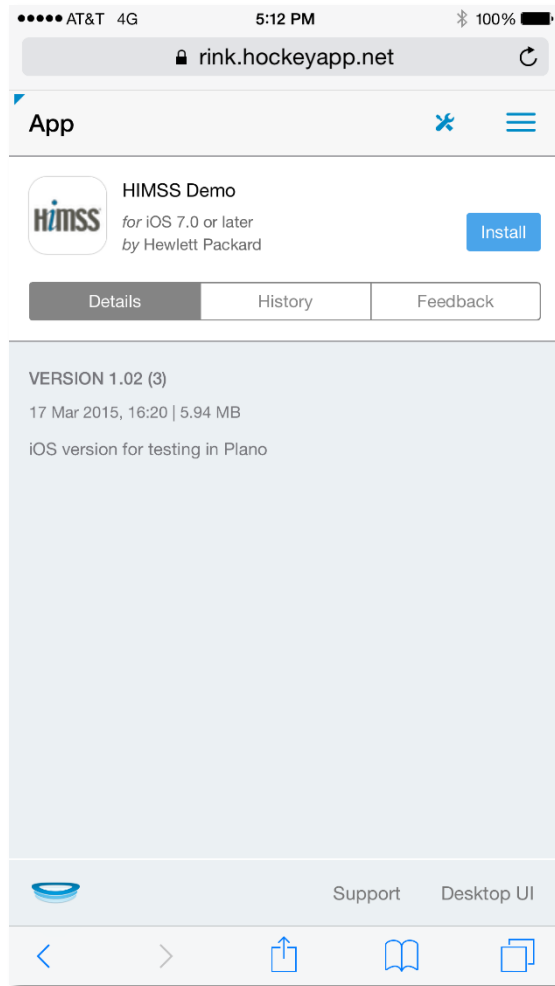 AT&T 4G 5:12 PM 100%
rink.hockeyapp.net
App
HIMSS
HIMSS Demo
for iOS 7.0 or later
by Hewlett Packard
Install
Details History Feedback
VERSION 1.02 (3)
17 Mar 2015, 16:20 | 5.94 MB
iOS version for testing in Plano
Support Desktop UI